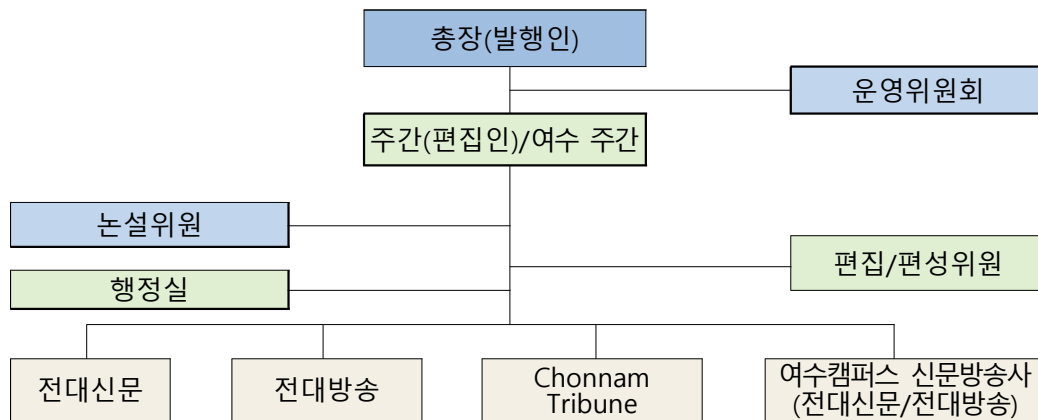 총장(발행인)
운영위원회
주간(편집인)/여수 주간
논설위원
편집/편성위원
행정실
전대신문
전대방송
Chonnam
Tribune
여수캠퍼스 신문방송사
(전대신문/전대방송)